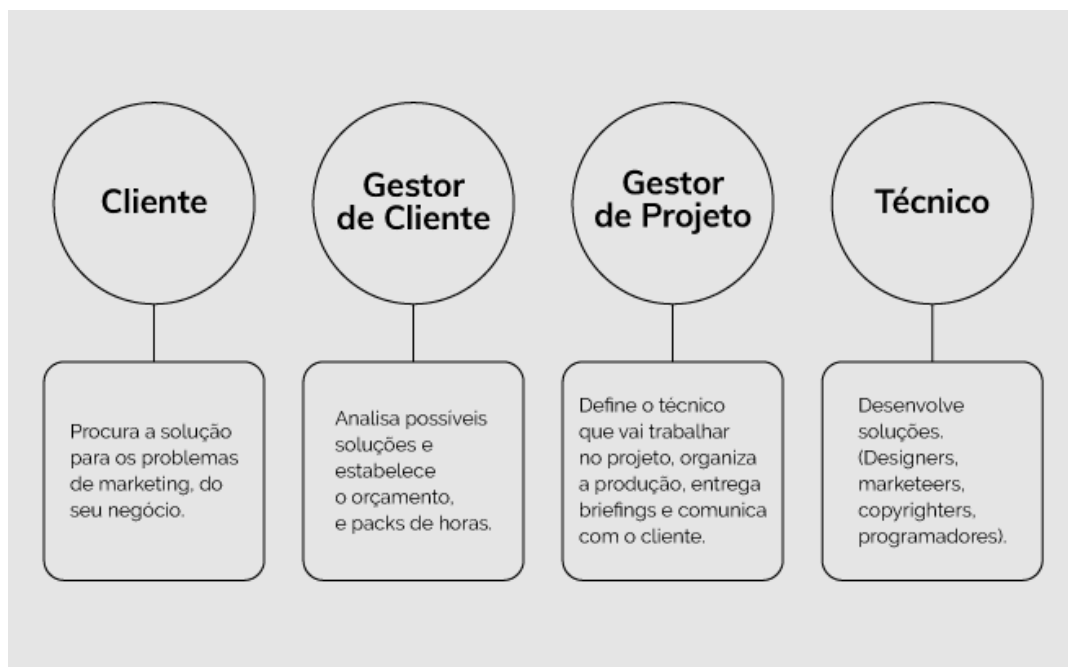 Cliente
Gestor
de Cliente
Gestor
de Projeto
Técnico
Procura a solução
para os problemas
de marketing, do
seu negócio.
Analisa possíveis
soluções e
estabelece
o orçamento,
e packs de horas.
Define o técnico
que vai trabalhar
no projeto, organiza
a produção, entrega
briefings e comunica
com o cliente.
Desenvolve
soluções.
(Designers,
marketeers,
copyrighters,
programadores).